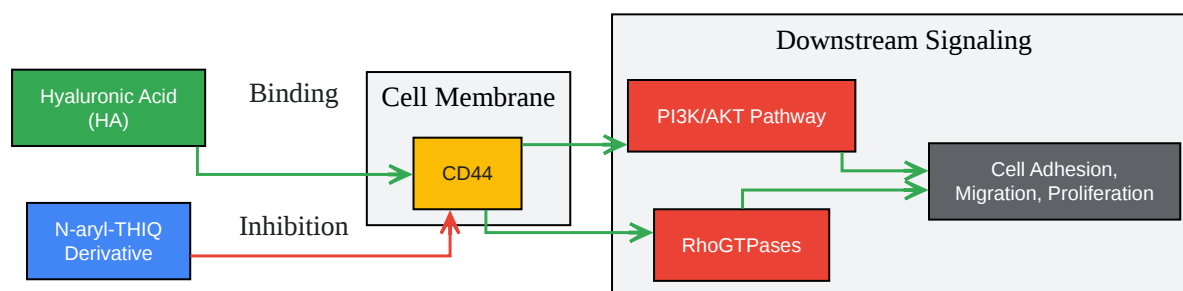 Downstream Signaling
Hyaluronic Acid
(HA)
Binding
Cell Membrane
PI3K/AKT Pathway
CD44
Cell Adhesion,
Migration, Proliferation
N-aryl-THIQ
Derivative
Inhibition
RhoGTPases